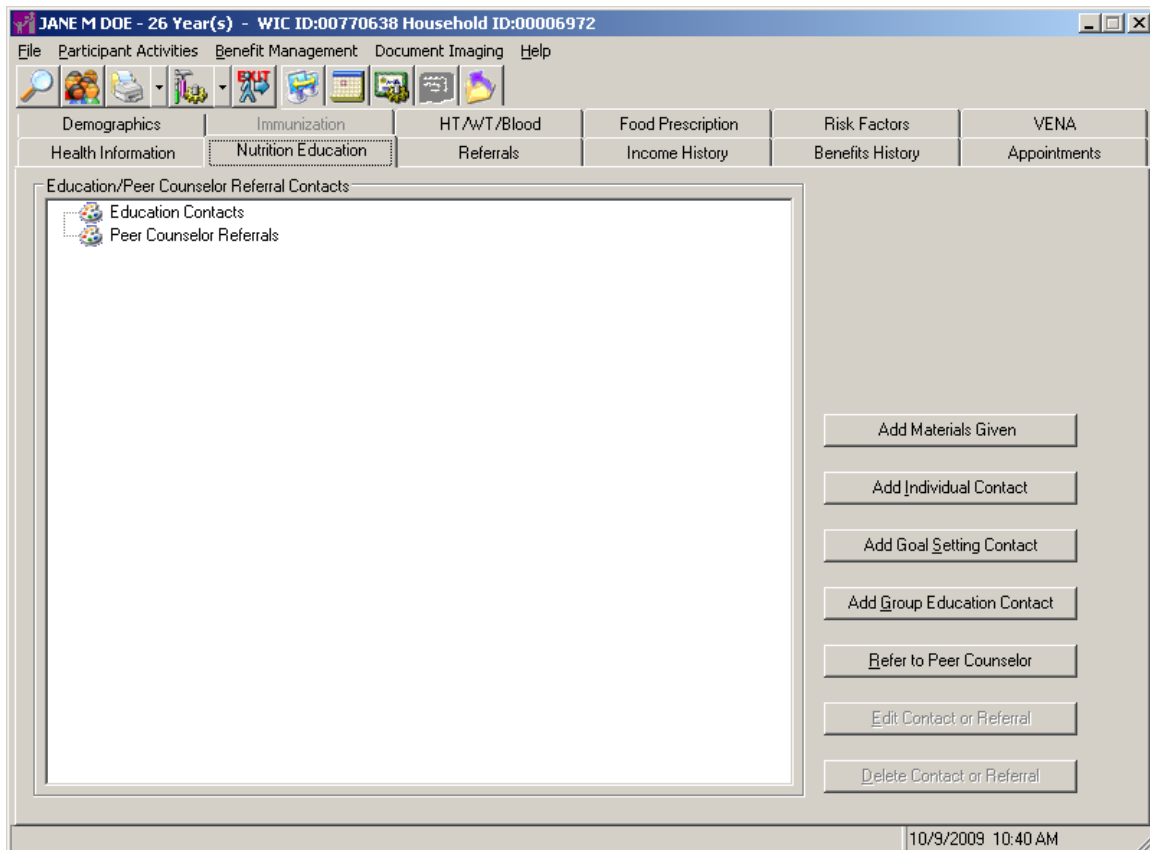 JANE M DOE - 26 Year(s) - WIC ID:00770638 Household ID:00006972
File Participant Activities Benefit Management Document Imaging Help
EXIT
Demographics Immunization HT/WT/Blood Food Prescription Risk Factors VENA
Health Information Nutrition Education Referrals Income History Benefits History Appointments
Education/Peer Counselor Referral Contacts
Education Contacts
Peer Counselor Referrals
Add Materials Given
Add Individual Contact
Add Goal Setting Contact
Add Group Education Contact
Refer to Peer Counselor
Edit Contact or Referral
Delete Contact or Referral
10/9/2009 10:40 AM